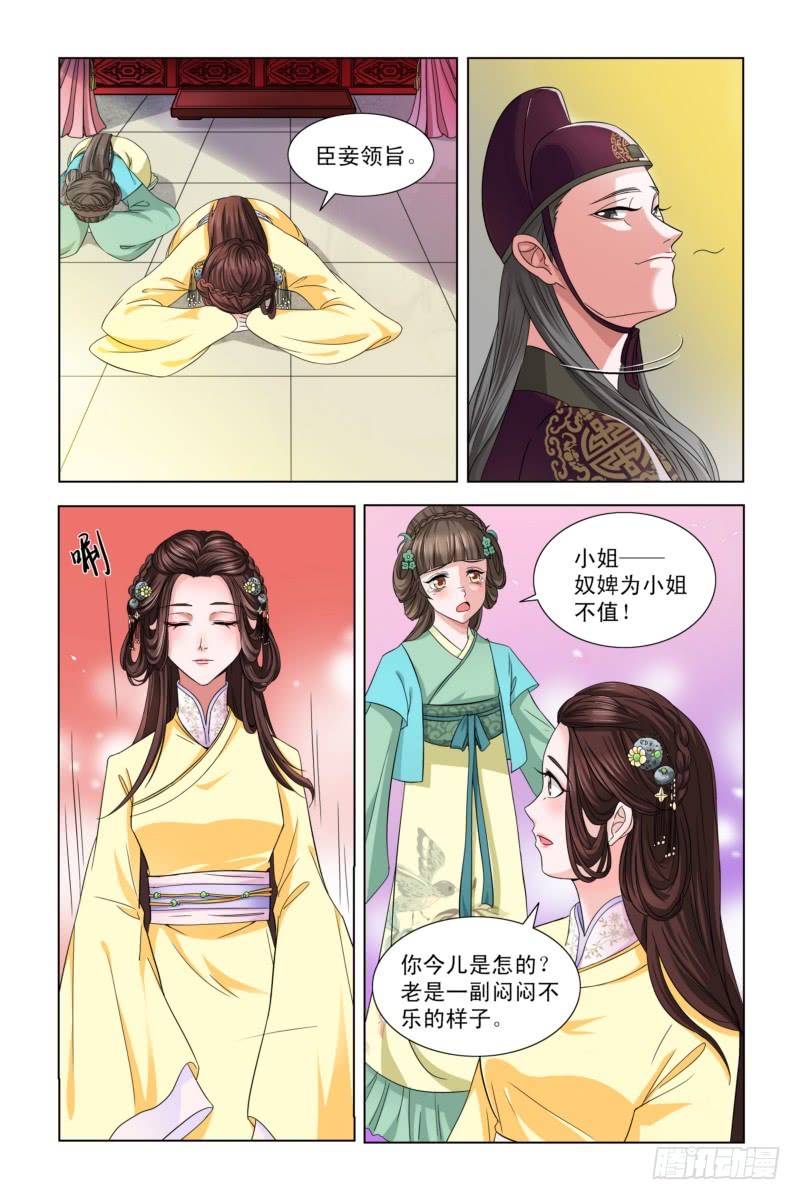 臣妾领旨。
唰
小姐——
奴婢为小姐
不值！
你今儿是怎的？
老是一副闷闷不
乐的样子。
腾讯动漫